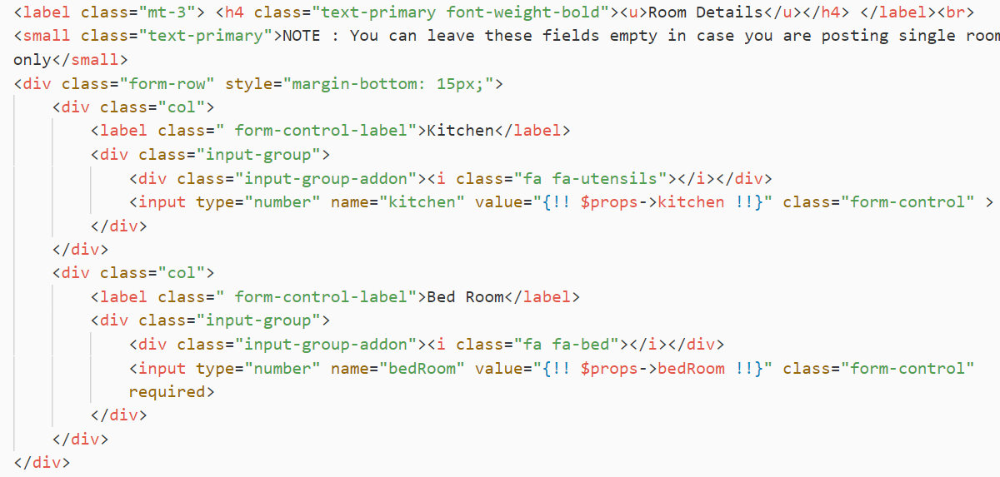 <label class="mt-3"> <h4 class="text-primary font-weight-bold"><u>Room Details</u></h4> </label><br>
<small class="text-primary">NOTE : You can leave these fields empty in case you are posting single room
only</small>
<div class="form-row" style="margin-bottom: 15px;">
    <div class="col">
        <label class=" form-control-label">Kitchen</label>
        <div class="input-group">
            <div class="input-group-addon"><i class="fa fa-utensils"></i></div>
            <input type="number" name="kitchen" value="{!! $props->kitchen !!}" class="form-control" >
        </div>
    </div>
    <div class="col">
        <label class=" form-control-label">Bed Room</label>
        <div class="input-group">
            <div class="input-group-addon"><i class="fa fa-bed"></i></div>
            <input type="number" name="bedRoom" value="{!! $props->bedRoom !!}" class="form-control"
            required>
        </div>
    </div>
</div>